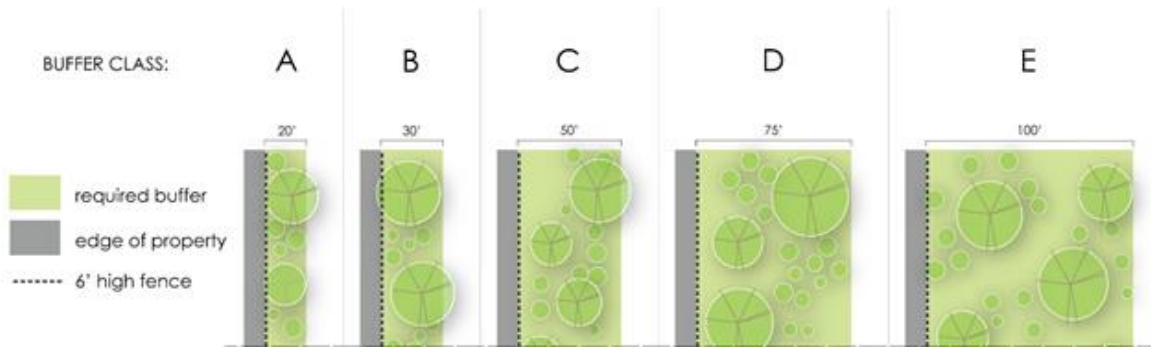 BUFFER CLASS: A B C D E
20' 30' 50' 75' 100'
required buffer
edge of property
6' high fence